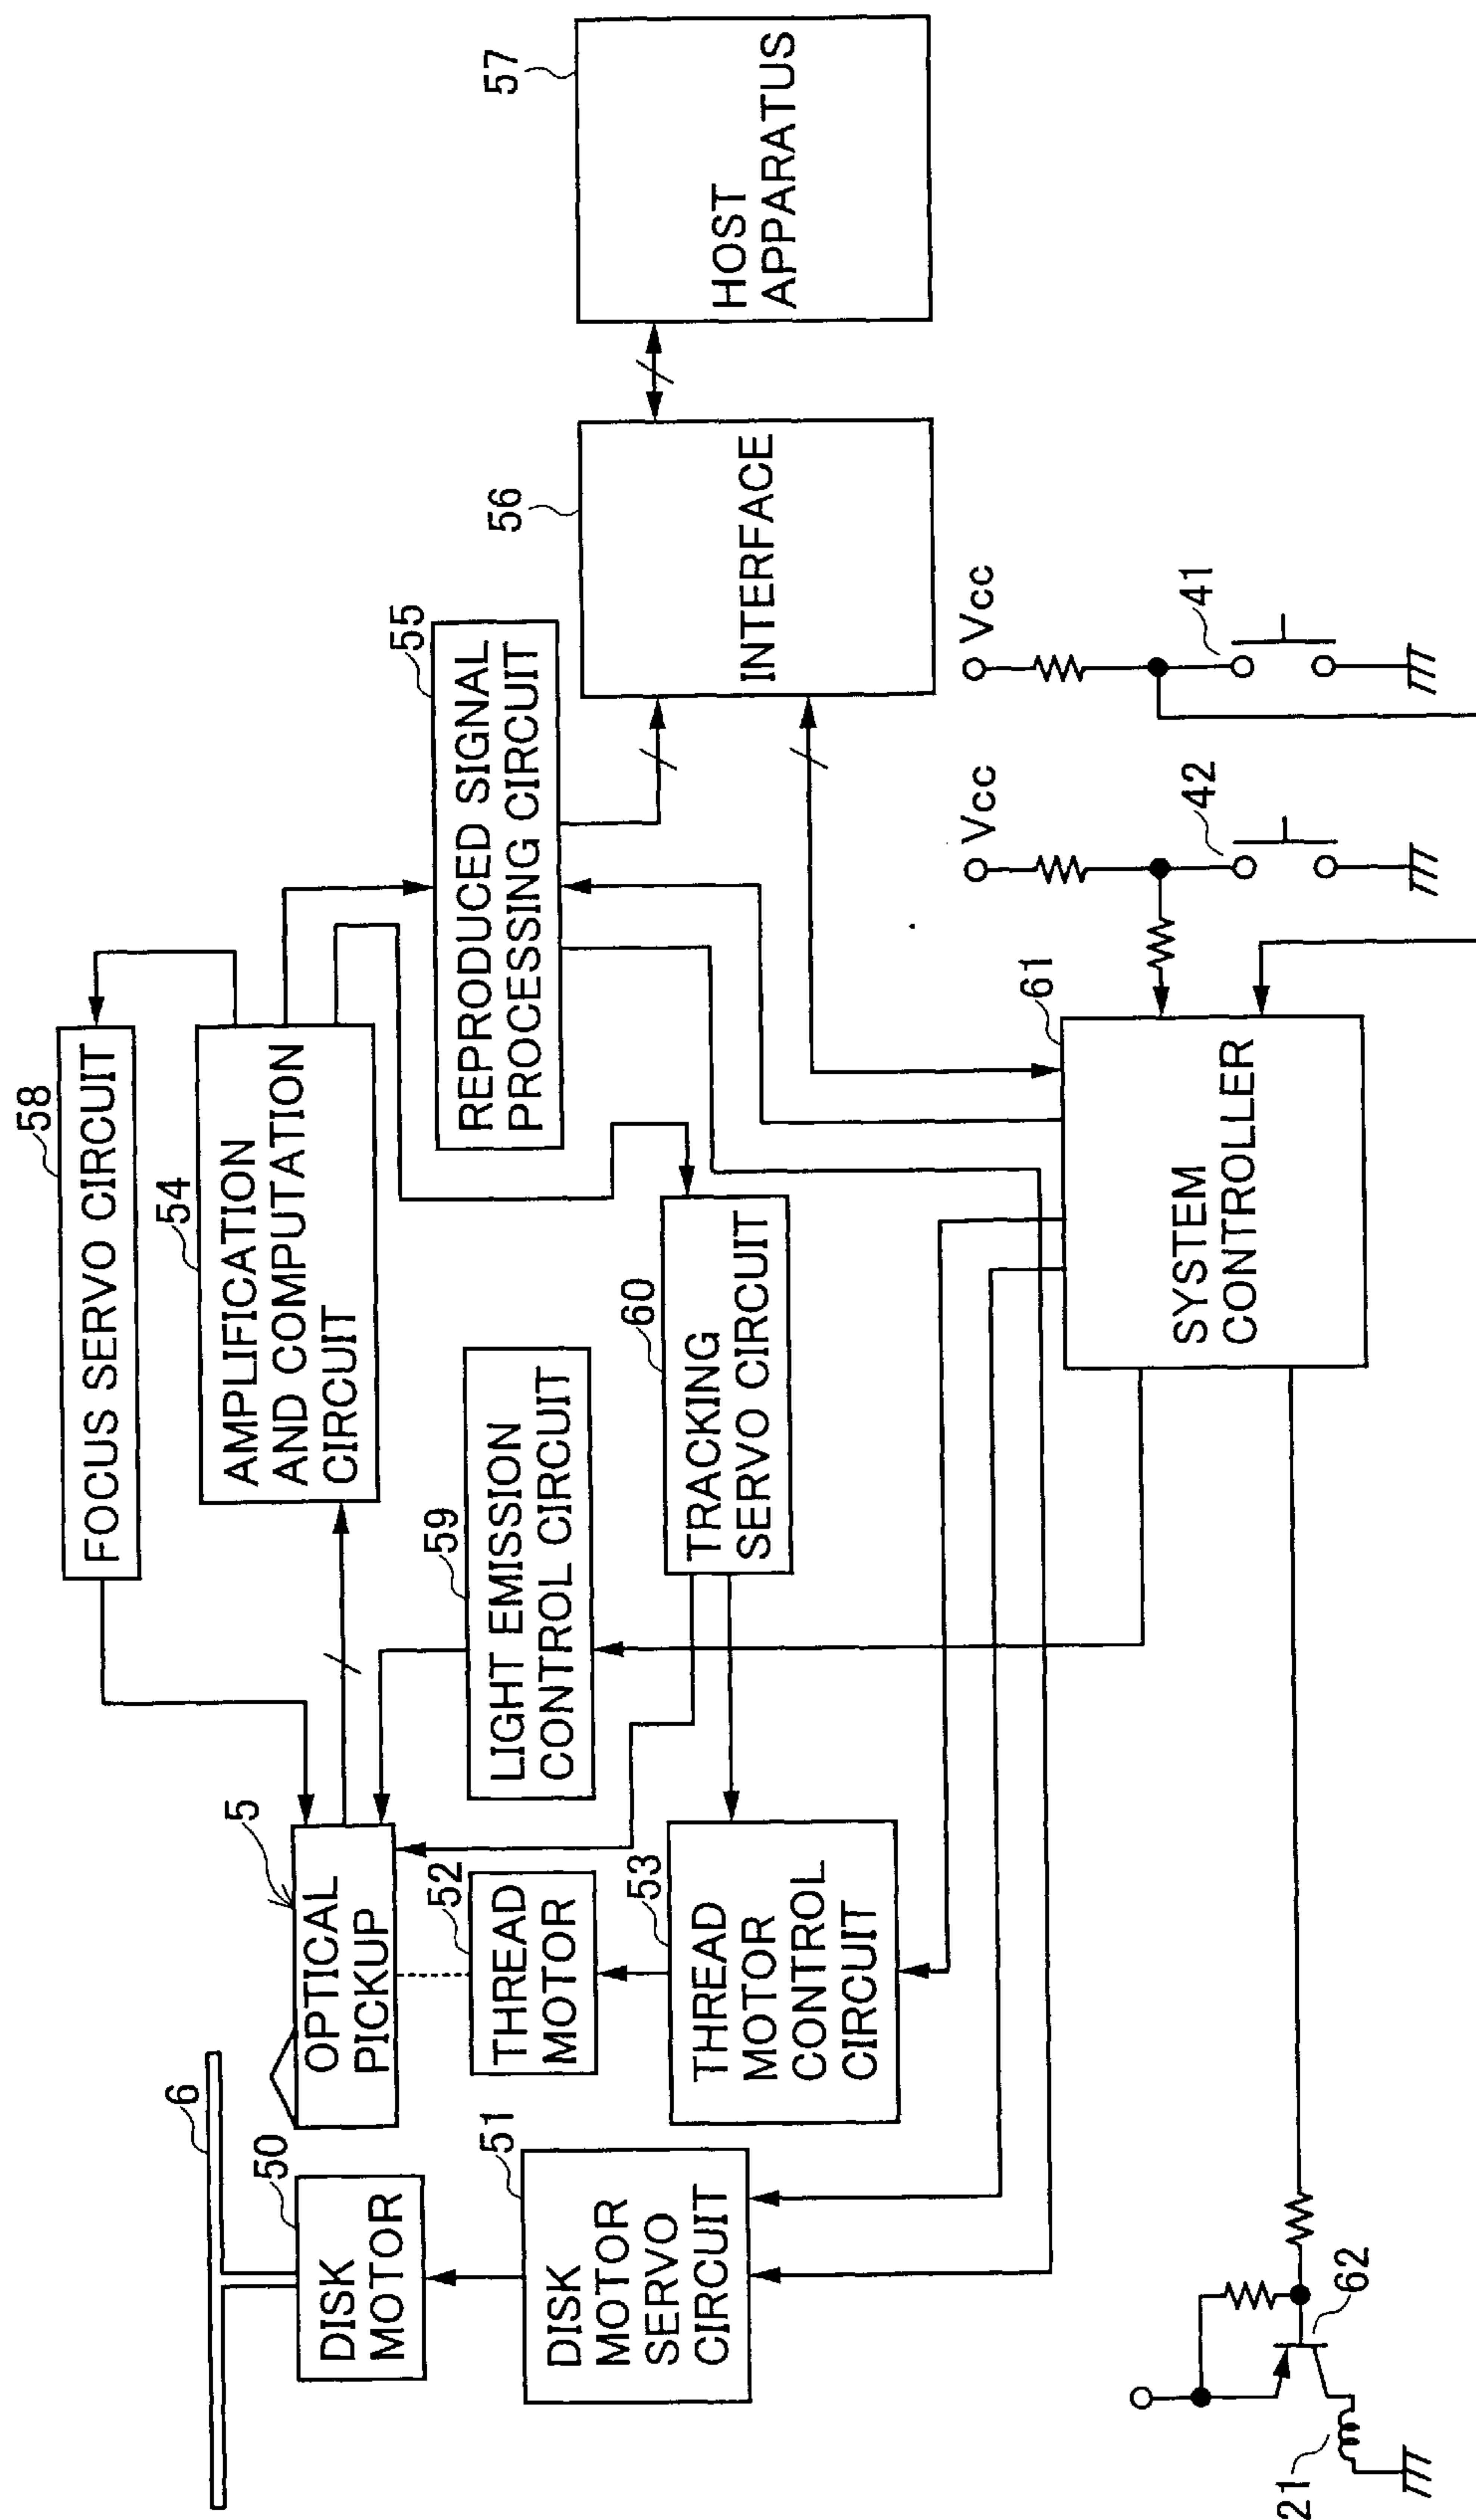 6
50
DISK
MOTOR
51
DISK
MOTOR
SERVO
CIRCUIT
5
OPTICAL
PICKUP
52
THREAD
MOTOR
53
THREAD
MOTOR
CONTROL
CIRCUIT
58
FOCUS SERVO CIRCUIT
54
AMPLIFICATION
AND COMPUTATION
CIRCUIT
59
LIGHT EMISSION
CONTROL CIRCUIT
60
TRACKING
SERVO CIRCUIT
55
REPRODUCED SIGNAL
PROCESSING CIRCUIT
56
INTERFACE
57
HOST
APPARATUS
61
SYSTEM
CONTROLLER
Vcc
42
Vcc
41
62
21